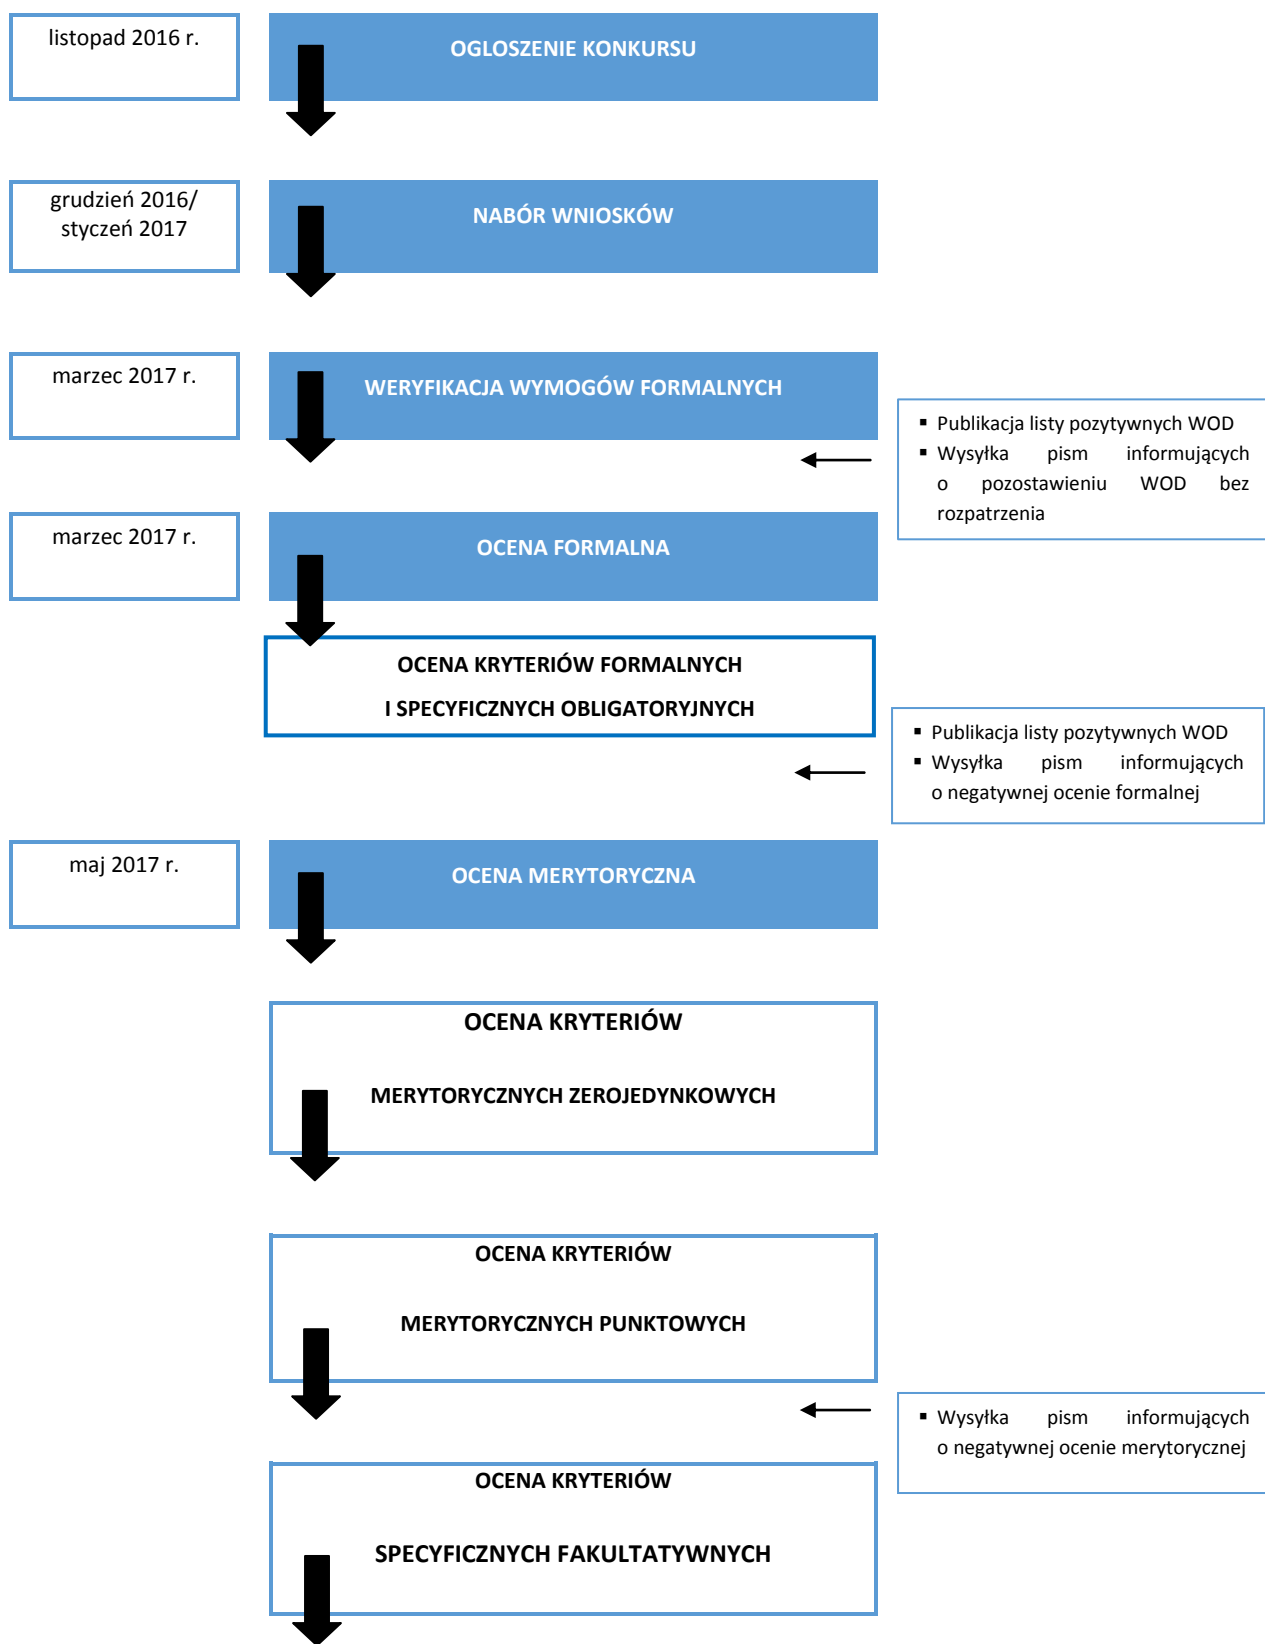 listopad 2016 r.
OGLOSZENIE KONKURSU
grudzień 2016/
styczeń 2017
NABÓR WNIOSKÓW
marzec 2017 r.
WERYFIKACJA WYMOGÓW FORMALNYCH
▪ Publikacja listy pozytywnych WOD
▪ Wysyłka pism informujących
o pozostawieniu WOD bez
rozpatrzenia
marzec 2017 r.
OCENA FORMALNA
OCENA KRYTERIÓW FORMALNYCH
I SPECYFICZNYCH OBLIGATORYJNYCH
▪ Publikacja listy pozytywnych WOD
▪ Wysyłka pism informujących
o negatywnej ocenie formalnej
maj 2017 r.
OCENA MERYTORYCZNA
OCENA KRYTERIÓW
MERYTORYCZNYCH ZEROJEDYNKOWYCH
OCENA KRYTERIÓW
MERYTORYCZNYCH PUNKTOWYCH
▪ Wysyłka pism informujących
o negatywnej ocenie merytorycznej
OCENA KRYTERIÓW
SPECYFICZNYCH FAKULTATYWNYCH